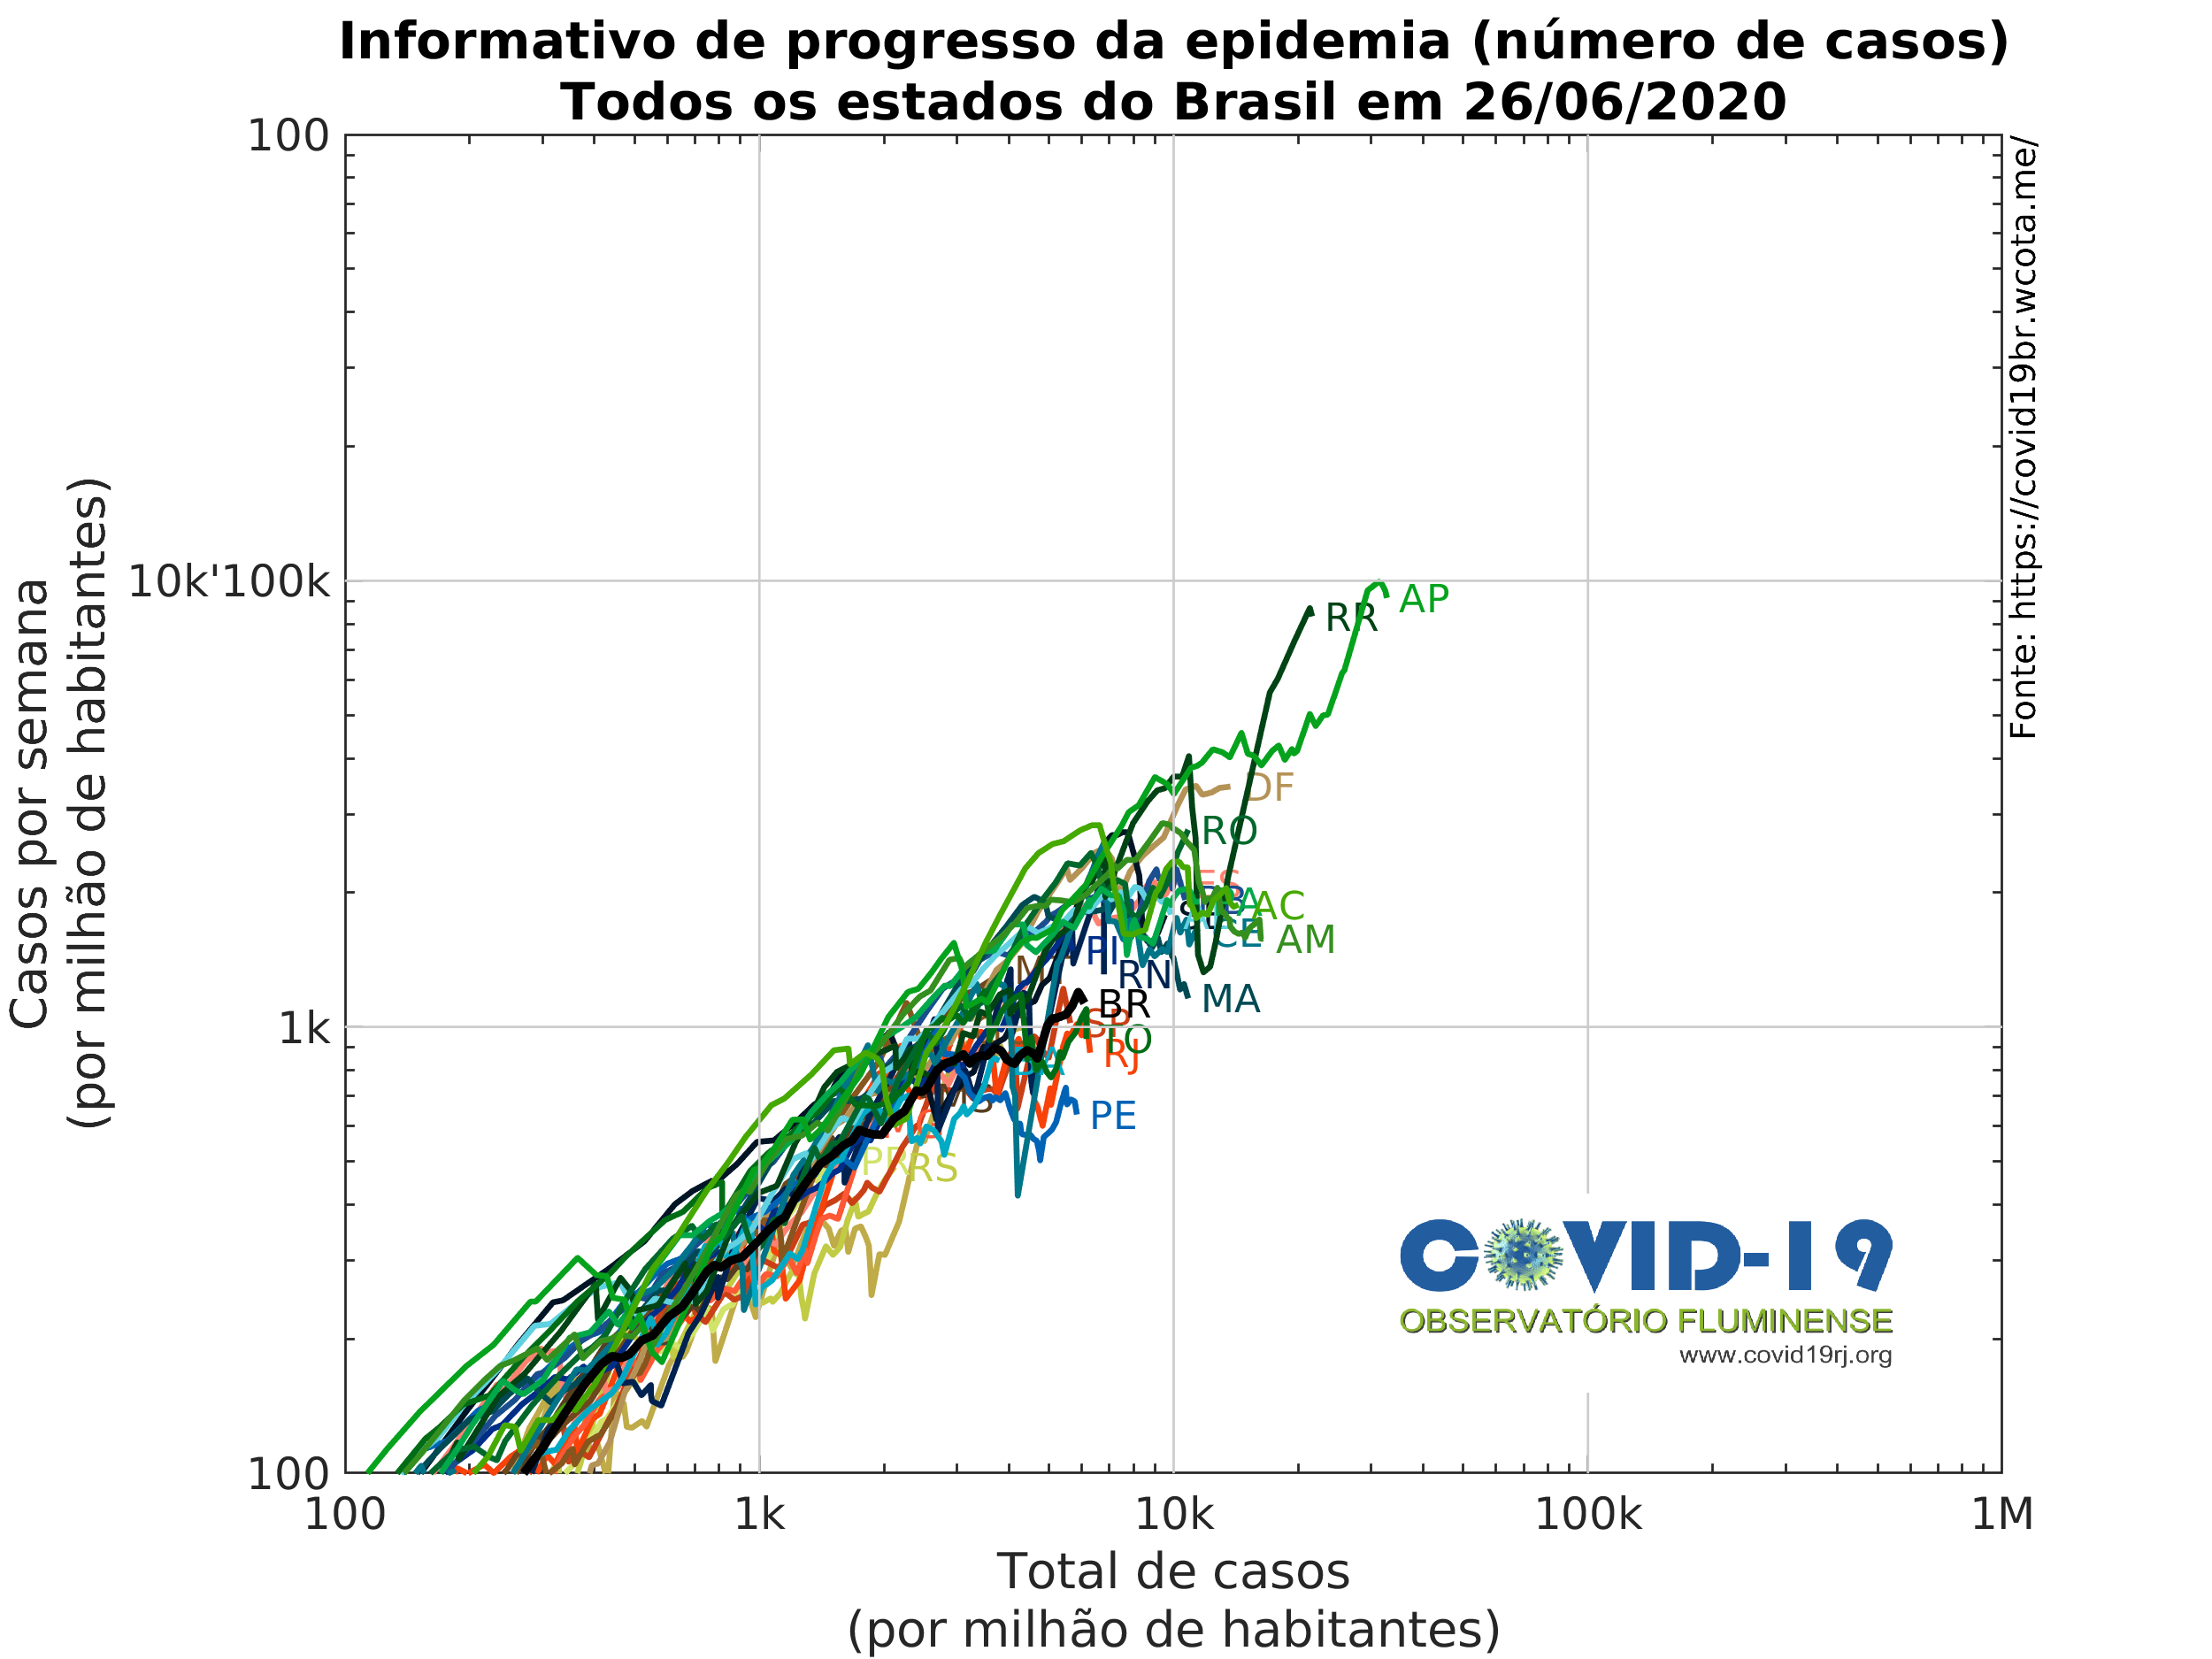 Informativo de progresso da epidemia (número de casos)
Todos os estados do Brasil em 26/06/2020
100
10k'100k
1k
100
100
1k
10k
100k
1M
Casos por semana
(por milhão de habitantes)
Total de casos
(por milhão de habitantes)
Fonte: https://covid19br.wcota.me/
AP
RR
DF
RO
ES
AC
CE
AM
PI
RN
MA
BR
TO
RJ
PE
PR
RS
COVID-19
OBSERVATÓRIO FLUMINENSE
www.covid19rj.org